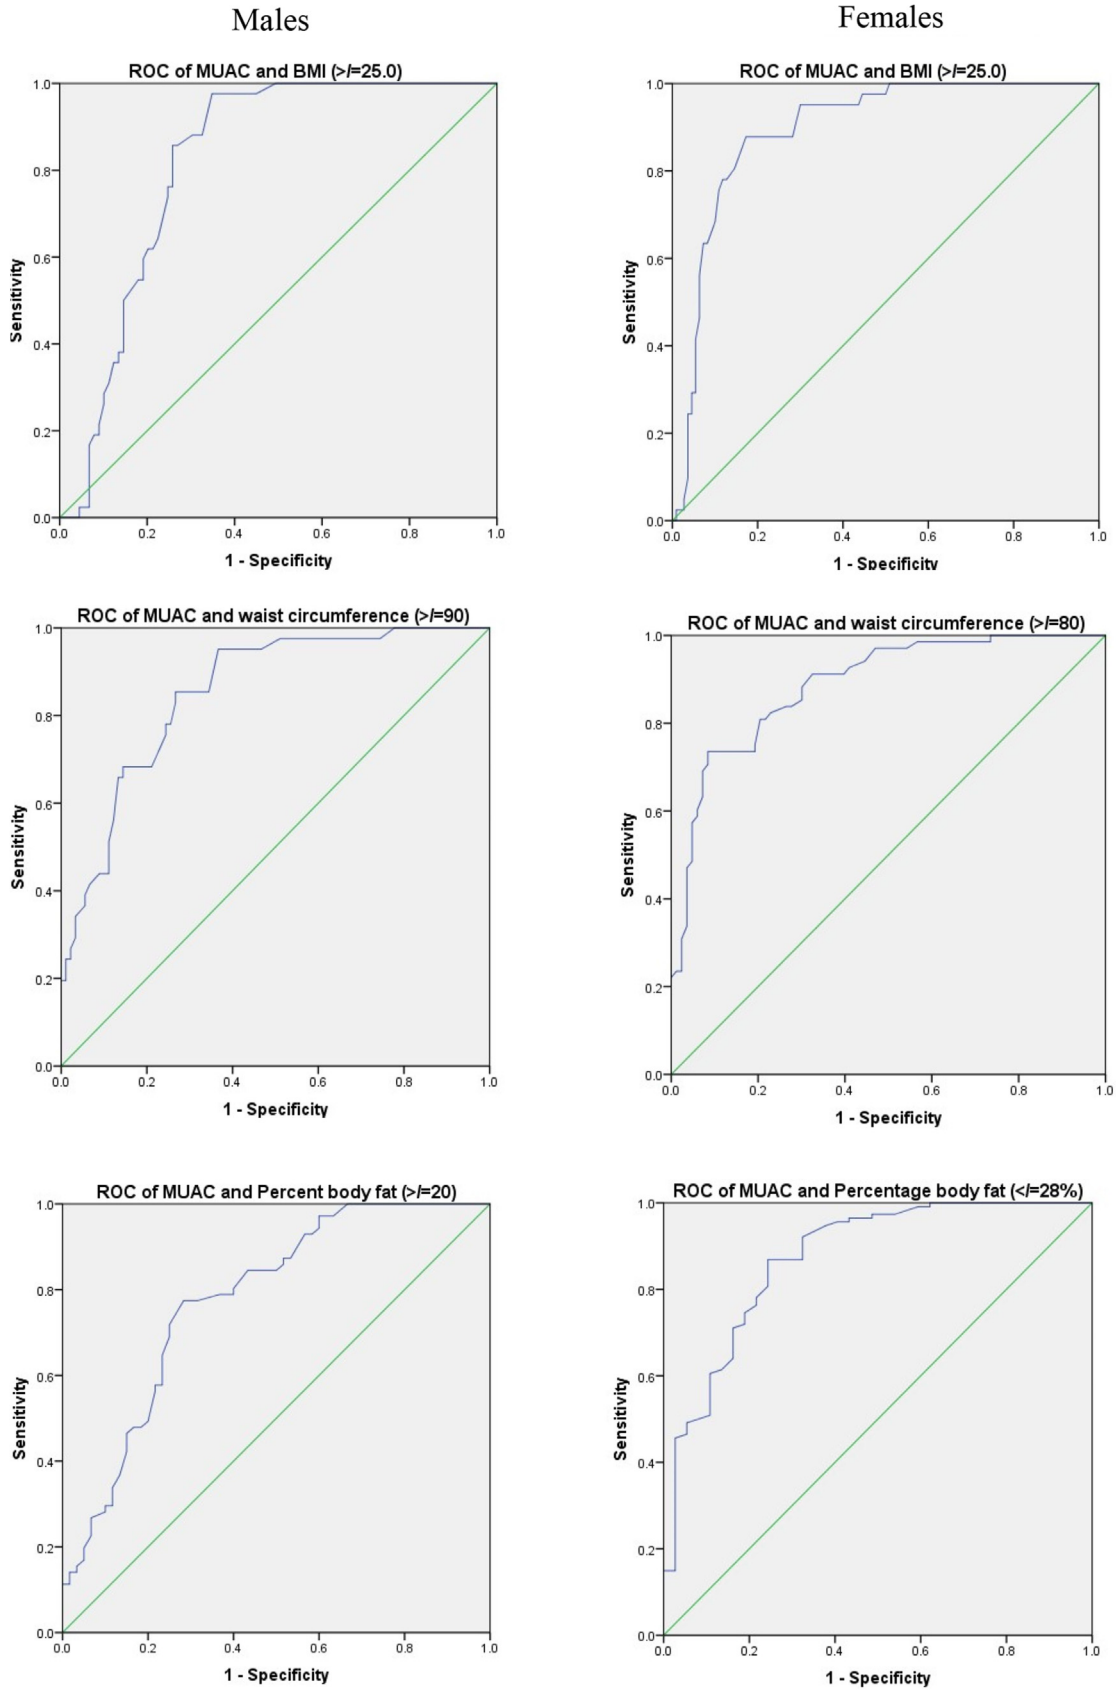 Males
Females
ROC of MUAC and BMI (>/=25.0)
1.0
0.8
0.6
0.4
0.2
0.0
Sensitivity
0.0 0.2 0.4 0.6 0.8 1.0
1 - Specificity
ROC of MUAC and BMI (>/=25.0)
1.0
0.8
0.6
0.4
0.2
0.0
Sensitivity
0.0 0.2 0.4 0.6 0.8 1.0
1 - Specificity
ROC of MUAC and waist circumference (>/=90)
1.0
0.8
0.6
0.4
0.2
0.0
Sensitivity
0.0 0.2 0.4 0.6 0.8 1.0
1 - Specificity
ROC of MUAC and waist circumference (>/=80)
1.0
0.8
0.6
0.4
0.2
0.0
Sensitivity
0.0 0.2 0.4 0.6 0.8 1.0
1 - Specificity
ROC of MUAC and Percent body fat (>/=20)
1.0
0.8
0.6
0.4
0.2
0.0
Sensitivity
0.0 0.2 0.4 0.6 0.8 1.0
1 - Specificity
ROC of MUAC and Percentage body fat (</=28%)
1.0
0.8
0.6
0.4
0.2
0.0
Sensitivity
0.0 0.2 0.4 0.6 0.8 1.0
1 - Specificity